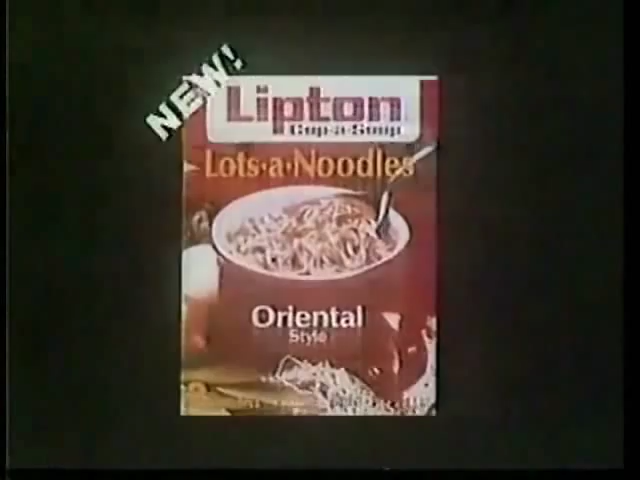 NEW!
Lipton
Cup-a-Soup
Lots-a-Noodles
Oriental
Style